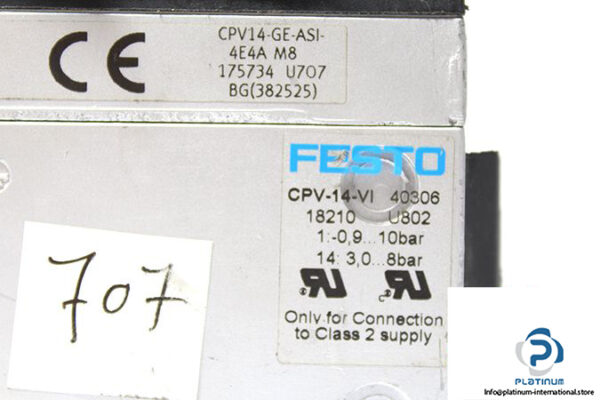 CE
CPV14-GE-ASI-
4E4A M8
175734 U707
BG(382525)
FESTO
CPV-14-VI 40306
18210 U802
1:-0,9...10bar
14: 3,0...8bar
Only for Connection
to Class 2 supply
707
PLATINUM
platinum-international.store